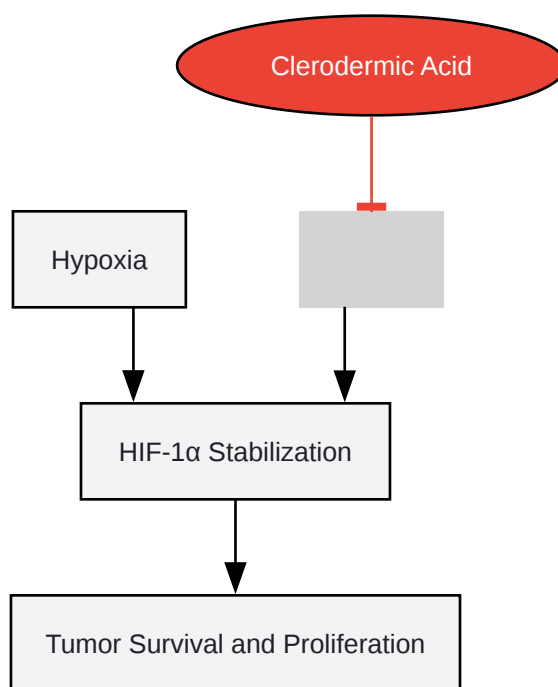 Clerodermic Acid
Hypoxia
HIF-1α Stabilization
Tumor Survival and Proliferation